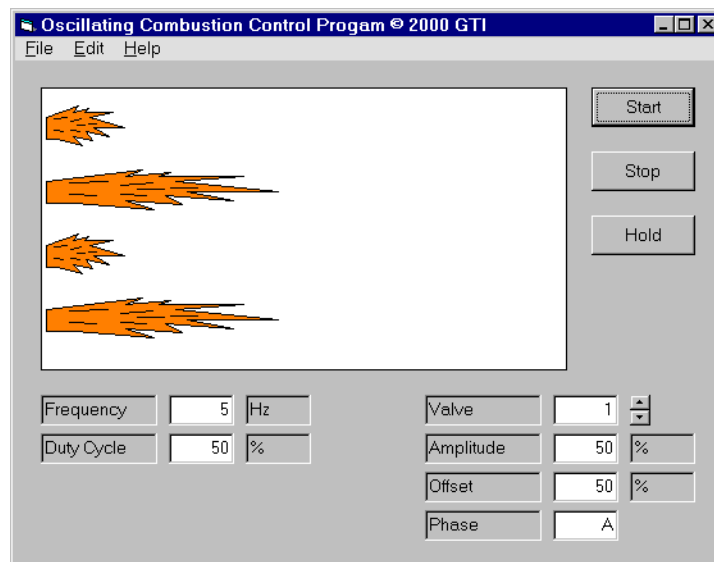 Oscillating Combustion Control Progam © 2000 GTI
File Edit Help
Start
Stop
Hold
Frequency 5 Hz
Valve 1
Duty Cycle 50 %
Amplitude 50 %
Offset 50 %
Phase A